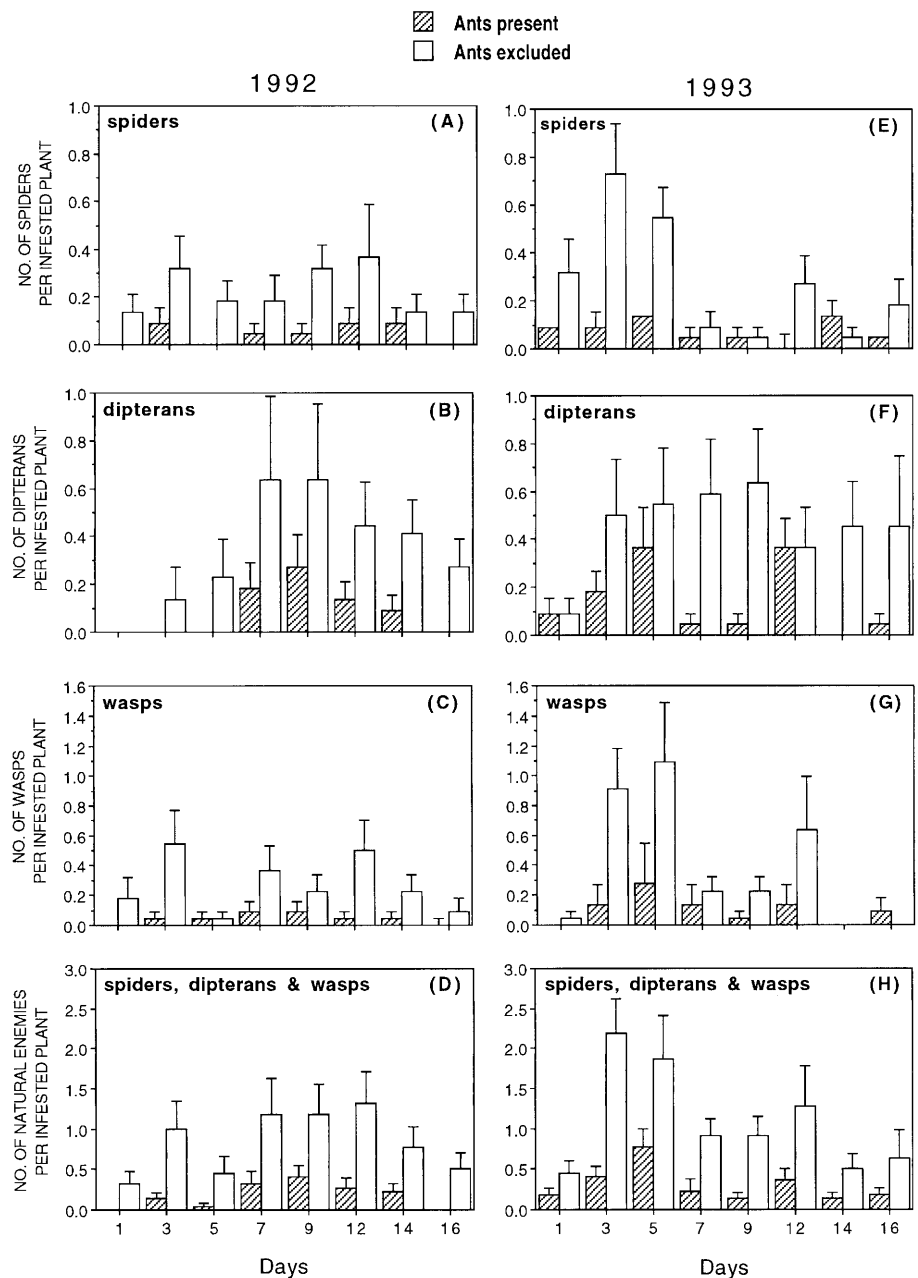 Ants present
Ants excluded
1992
1993
spiders
(A)
NO. OF SPIDERS
PER INFESTED PLANT
1.0
0.8
0.6
0.4
0.2
0.0
spiders
(E)
1.0
0.8
0.6
0.4
0.2
0.0
dipterans
(B)
NO. OF DIPTERANS
PER INFESTED PLANT
1.0
0.8
0.6
0.4
0.2
0.0
dipterans
(F)
1.0
0.8
0.6
0.4
0.2
0.0
wasps
(C)
NO. OF WASPS
PER INFESTED PLANT
1.6
1.4
1.2
1.0
0.8
0.6
0.4
0.2
0.0
wasps
(G)
1.6
1.4
1.2
1.0
0.8
0.6
0.4
0.2
0.0
spiders, dipterans & wasps
(D)
NO. OF NATURAL ENEMIES
PER INFESTED PLANT
3.0
2.5
2.0
1.5
1.0
0.5
0.0
1 3 5 7 9 12 14 16
Days
spiders, dipterans & wasps
(H)
3.0
2.5
2.0
1.5
1.0
0.5
0.0
1 3 5 7 9 12 14 16
Days